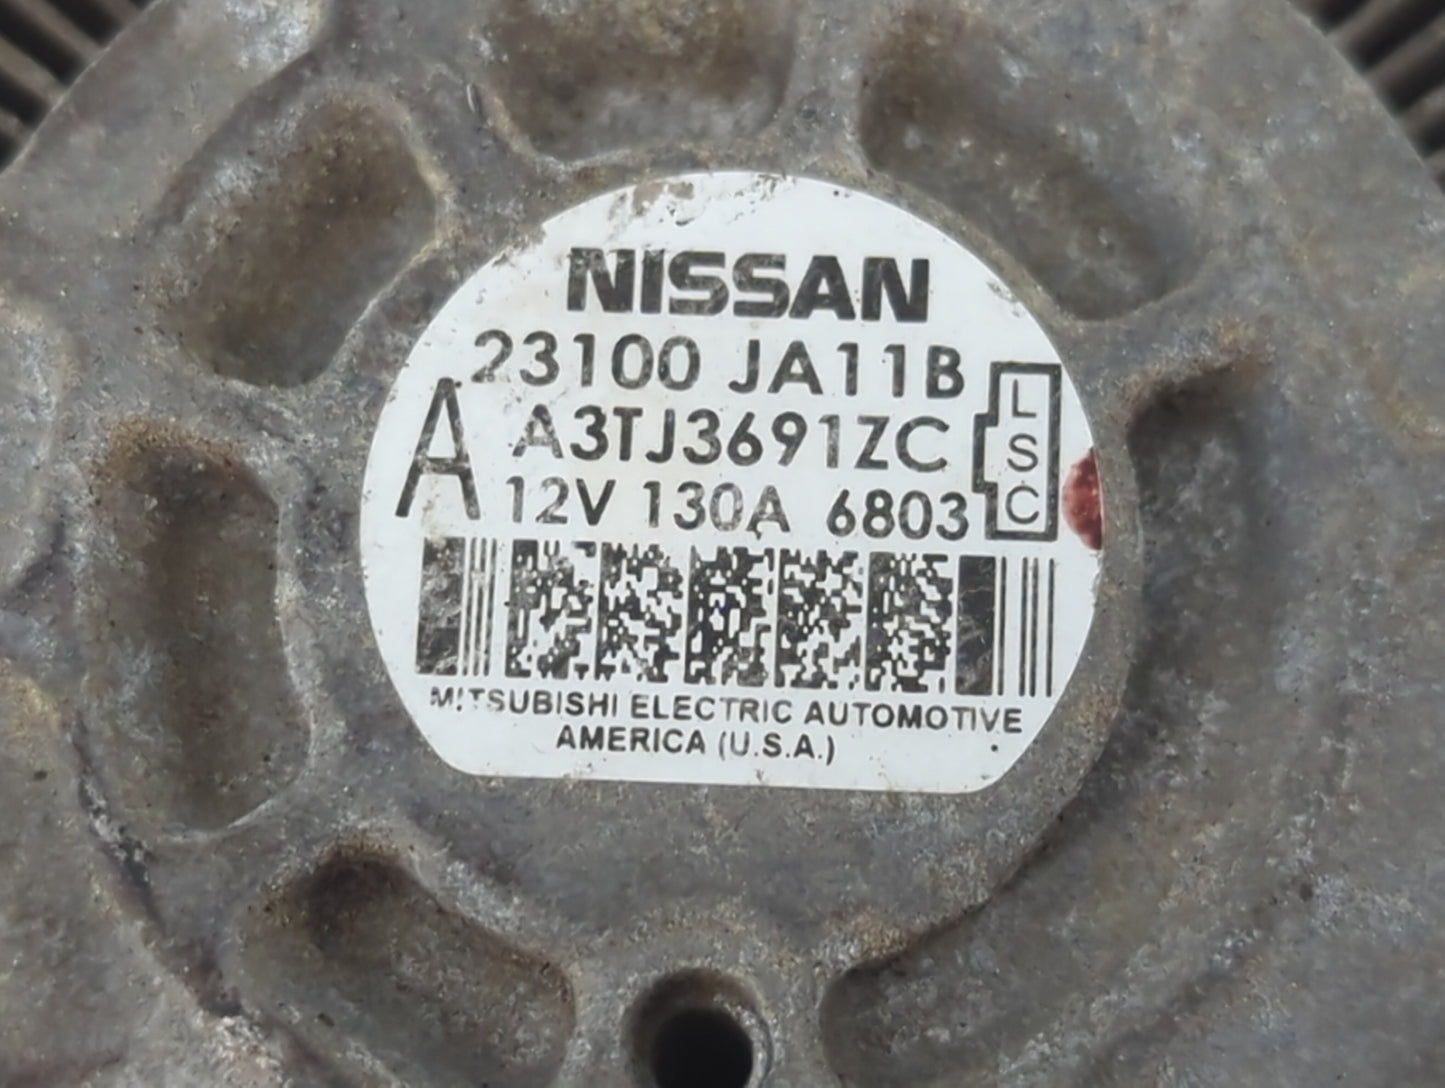 NISSAN
23100 JA11B
A
A3TJ3691ZC
12V 130A 6803
L
S
C
MITSUBISHI ELECTRIC AUTOMOTIVE
AMERICA (U.S.A.)